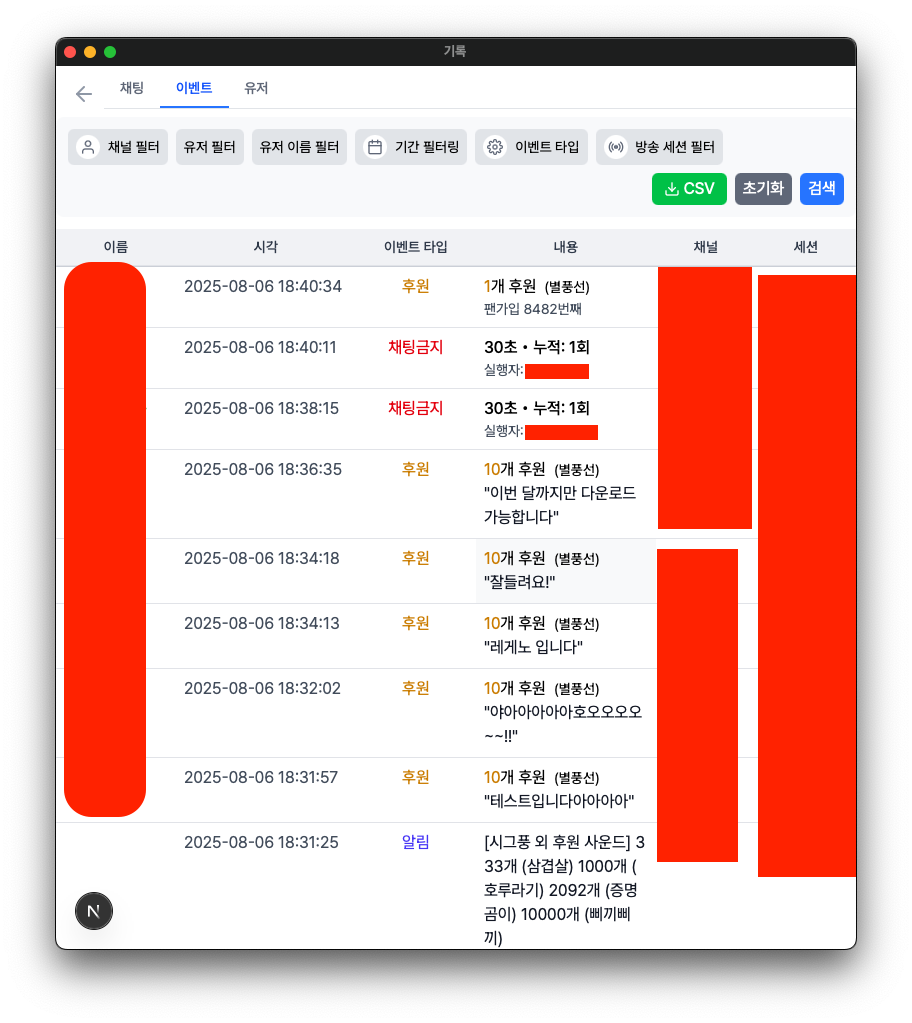 기록
채팅 이벤트 유저
채널 필터 유저 필터 유저 이름 필터 기간 필터링 이벤트 타입 방송 세션 필터
CSV 초기화 검색
이름 시각 이벤트 타입 내용 채널 세션
2025-08-06 18:40:34 후원 1개 후원 (별풍선)
팬가입 8482번째
2025-08-06 18:40:11 채팅금지 30초 • 누적: 1회
실행자:
2025-08-06 18:38:15 채팅금지 30초 • 누적: 1회
실행자:
2025-08-06 18:36:35 후원 10개 후원 (별풍선)
"이번 달까지만 다운로드
가능합니다"
2025-08-06 18:34:18 후원 10개 후원 (별풍선)
"잘들려요!"
2025-08-06 18:34:13 후원 10개 후원 (별풍선)
"레게노 입니다"
2025-08-06 18:32:02 후원 10개 후원 (별풍선)
"야아아아아아호오오오오
~~!!"
2025-08-06 18:31:57 후원 10개 후원 (별풍선)
"테스트입니다아아아아"
2025-08-06 18:31:25 알림 [시그풍 외 후원 사운드] 3
33개 (삼겹살) 1000개 (
호루라기) 2092개 (증명
곰이) 10000개 (삐끼삐
끼)
N